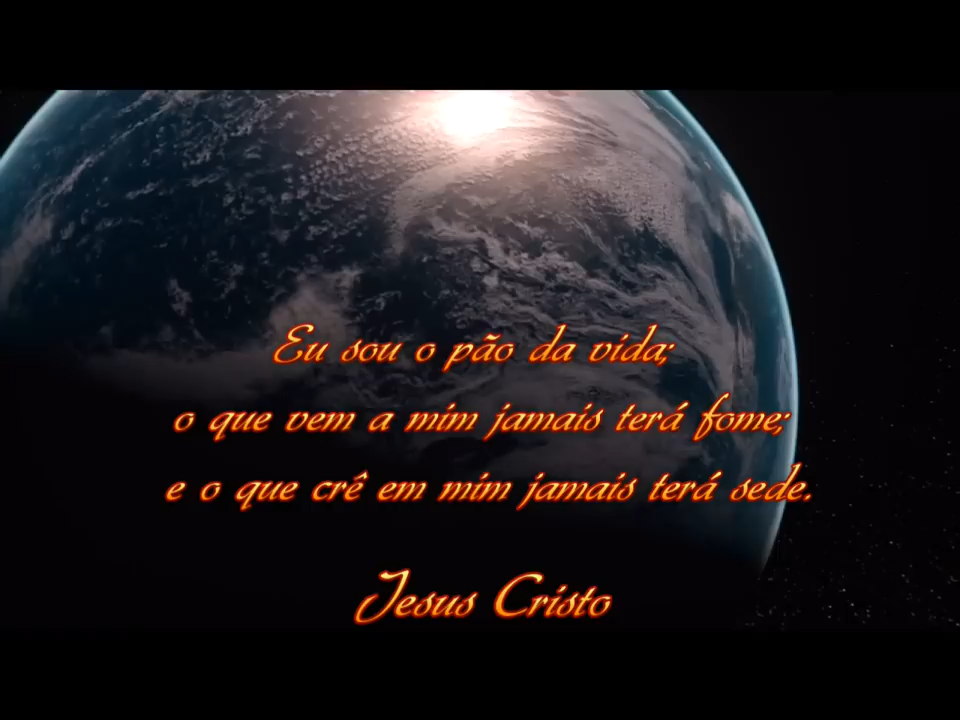 Eu sou o pão da vida;
o que vem a mim jamais terá fome;
e o que crê em mim jamais terá sede.
Jesus Cristo